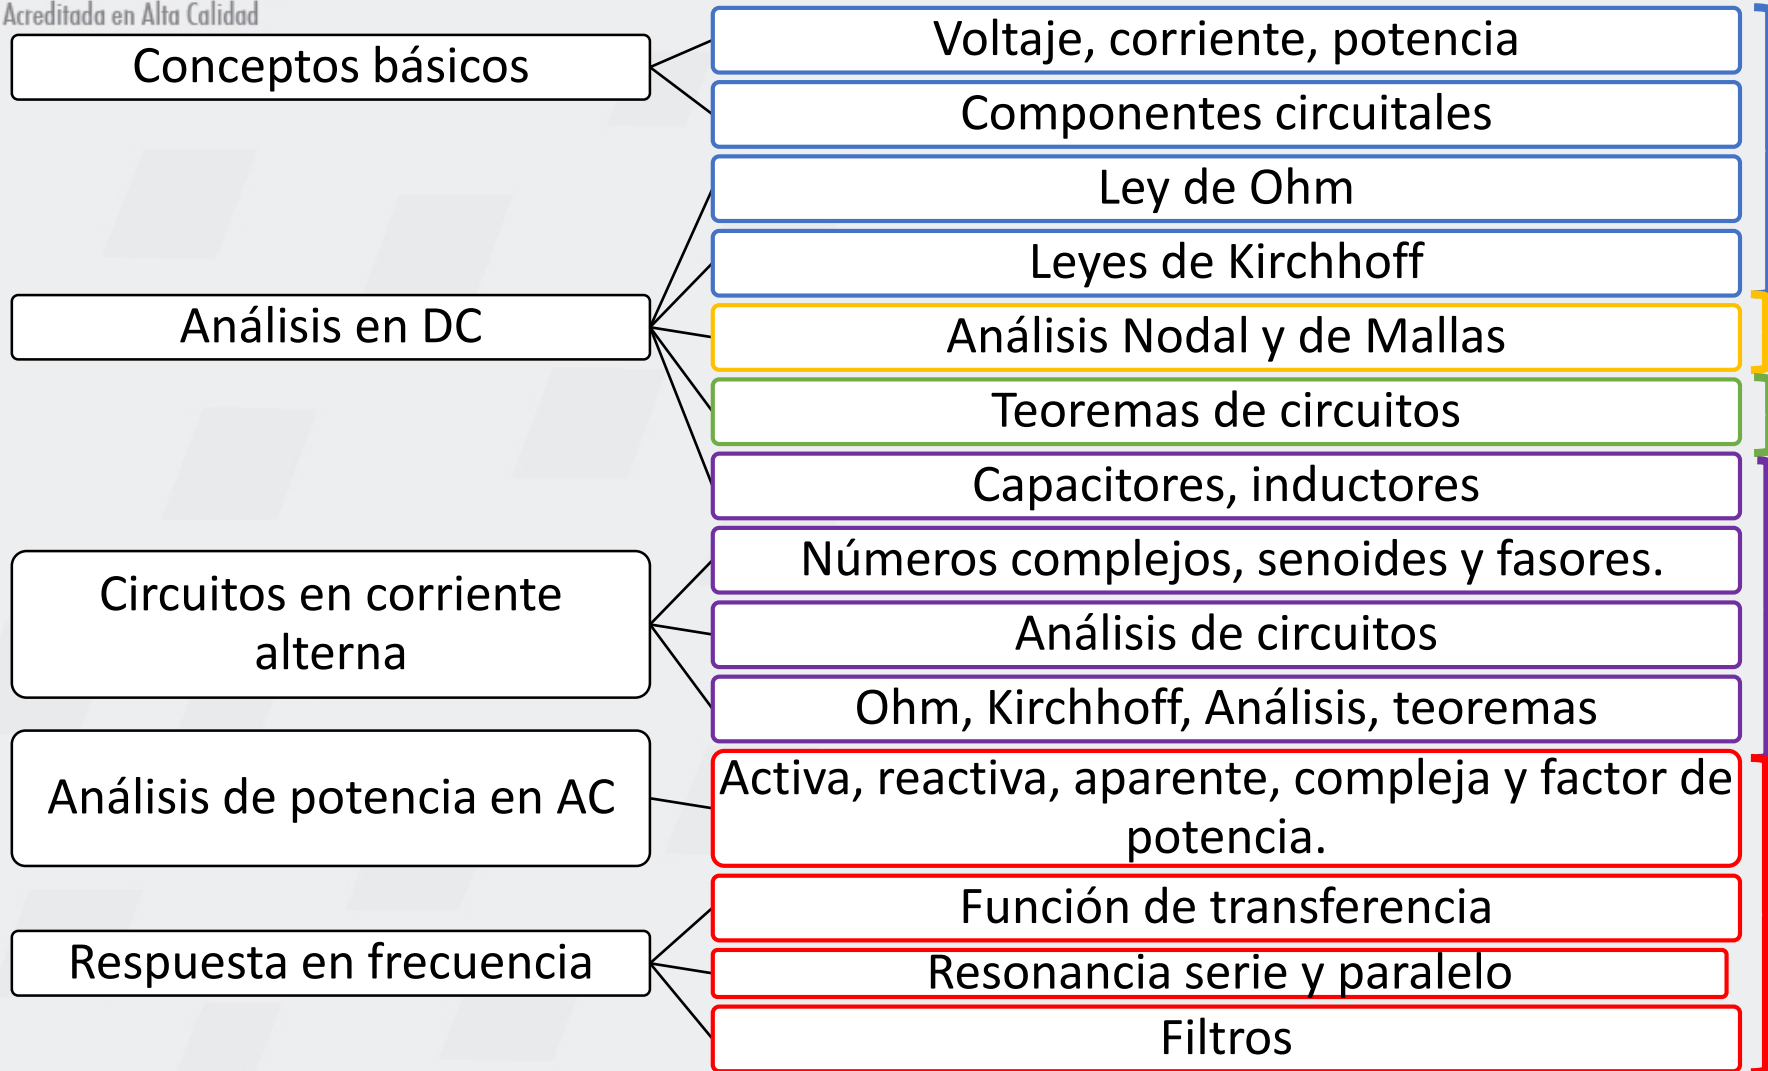 Acreditada en Alta Calidad
Conceptos básicos
Voltaje, corriente, potencia
Componentes circuitales
Análisis en DC
Ley de Ohm
Leyes de Kirchhoff
Análisis Nodal y de Mallas
Teoremas de circuitos
Capacitores, inductores
Circuitos en corriente
alterna
Números complejos, senoides y fasores.
Análisis de circuitos
Ohm, Kirchhoff, Análisis, teoremas
Análisis de potencia en AC
Activa, reactiva, aparente, compleja y factor de
potencia.
Respuesta en frecuencia
Función de transferencia
Resonancia serie y paralelo
Filtros